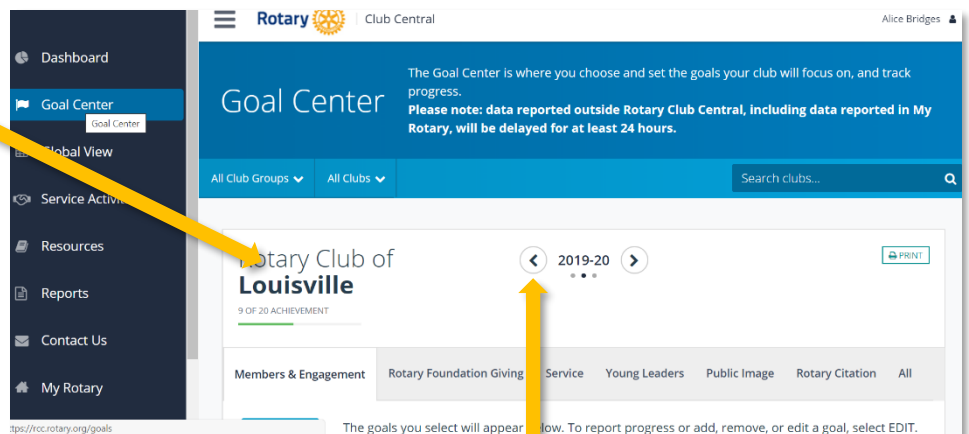 Rotary Club Central
Alice Bridges
Dashboard
Goal Center
Goal Center
Global View
Service Activi
Resources
Reports
Contact Us
My Rotary
ttps://rcc.rotary.org/goals
Goal Center
The Goal Center is where you choose and set the goals your club will focus on, and track
progress.
Please note: data reported outside Rotary Club Central, including data reported in My
Rotary, will be delayed for at least 24 hours.
All Club Groups All Clubs
Search clubs...
Rotary Club of
Louisville
9 OF 20 ACHIEVEMENT
2019-20
PRINT
Members & Engagement Rotary Foundation Giving Service Young Leaders Public Image Rotary Citation All
The goals you select will appear below. To report progress or add, remove, or edit a goal, select EDIT.